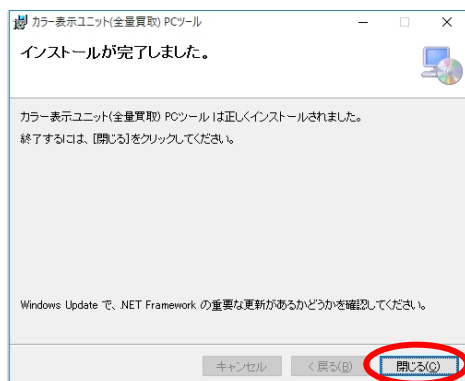 カラー表示ユニット(全量買取) PCツール
インストールが完了しました。
カラー表示ユニット(全量買取) PCツール は正しくインストールされました。
終了するには、[閉じる]をクリックしてください。
Windows Update で、.NET Framework の重要な更新があるかどうかを確認してください。
キャンセル < 戻る(B) 閉じる(C)